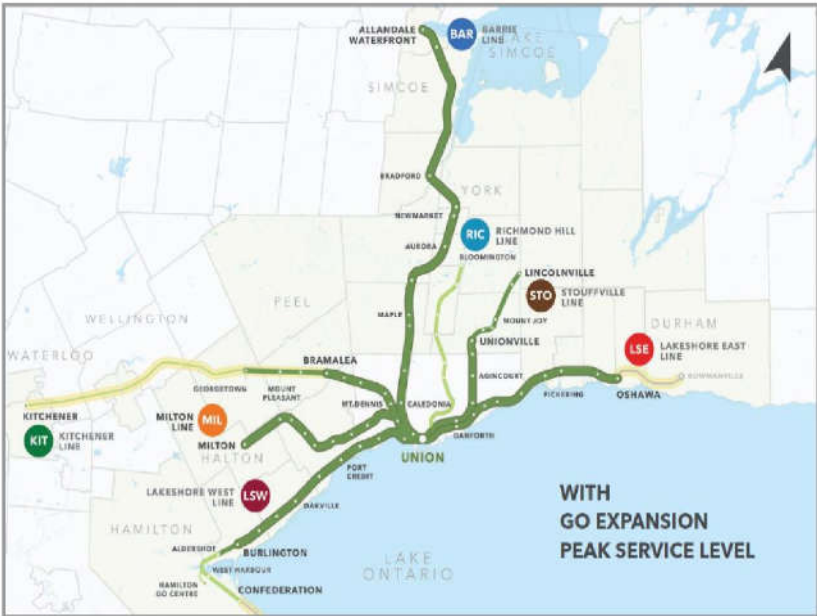 ALLANDALE
WATERFRONT
BAR
BARRIE
LINE
LAKE
SIMCOE
SIMCOE
BRADFORD
YORK
NEWMARKET
RIC
RICHMOND HILL
LINE
AURORA
BLOOMINGTON
LINCOLNVILLE
STO
STOUFFVILLE
LINE
PEEL
MAPLE
MOUNT JOY
WELLINGTON
DURHAM
UNIONVILLE
LSE
LAKESHORE EAST
LINE
WATERLOO
BRAMALEA
AGINCOURT
BOWMANVILLE
GEORGETOWN
MOUNT
PLEASANT
PICKERING
OSHAWA
KITCHENER
MT.DENNIS
CALEDONIA
KIT
KITCHENER
LINE
MILTON
LINE
MIL
MILTON
DANFORTH
HALTON
UNION
PORT
CREDIT
LAKESHORE WEST
LINE
LSW
OAKVILLE
WITH
GO EXPANSION
PEAK SERVICE LEVEL
HAMILTON
ALDERSHOT
BURLINGTON
WEST HARBOUR
LAKE
ONTARIO
HAMILTON
GO CENTRE
CONFEDERATION